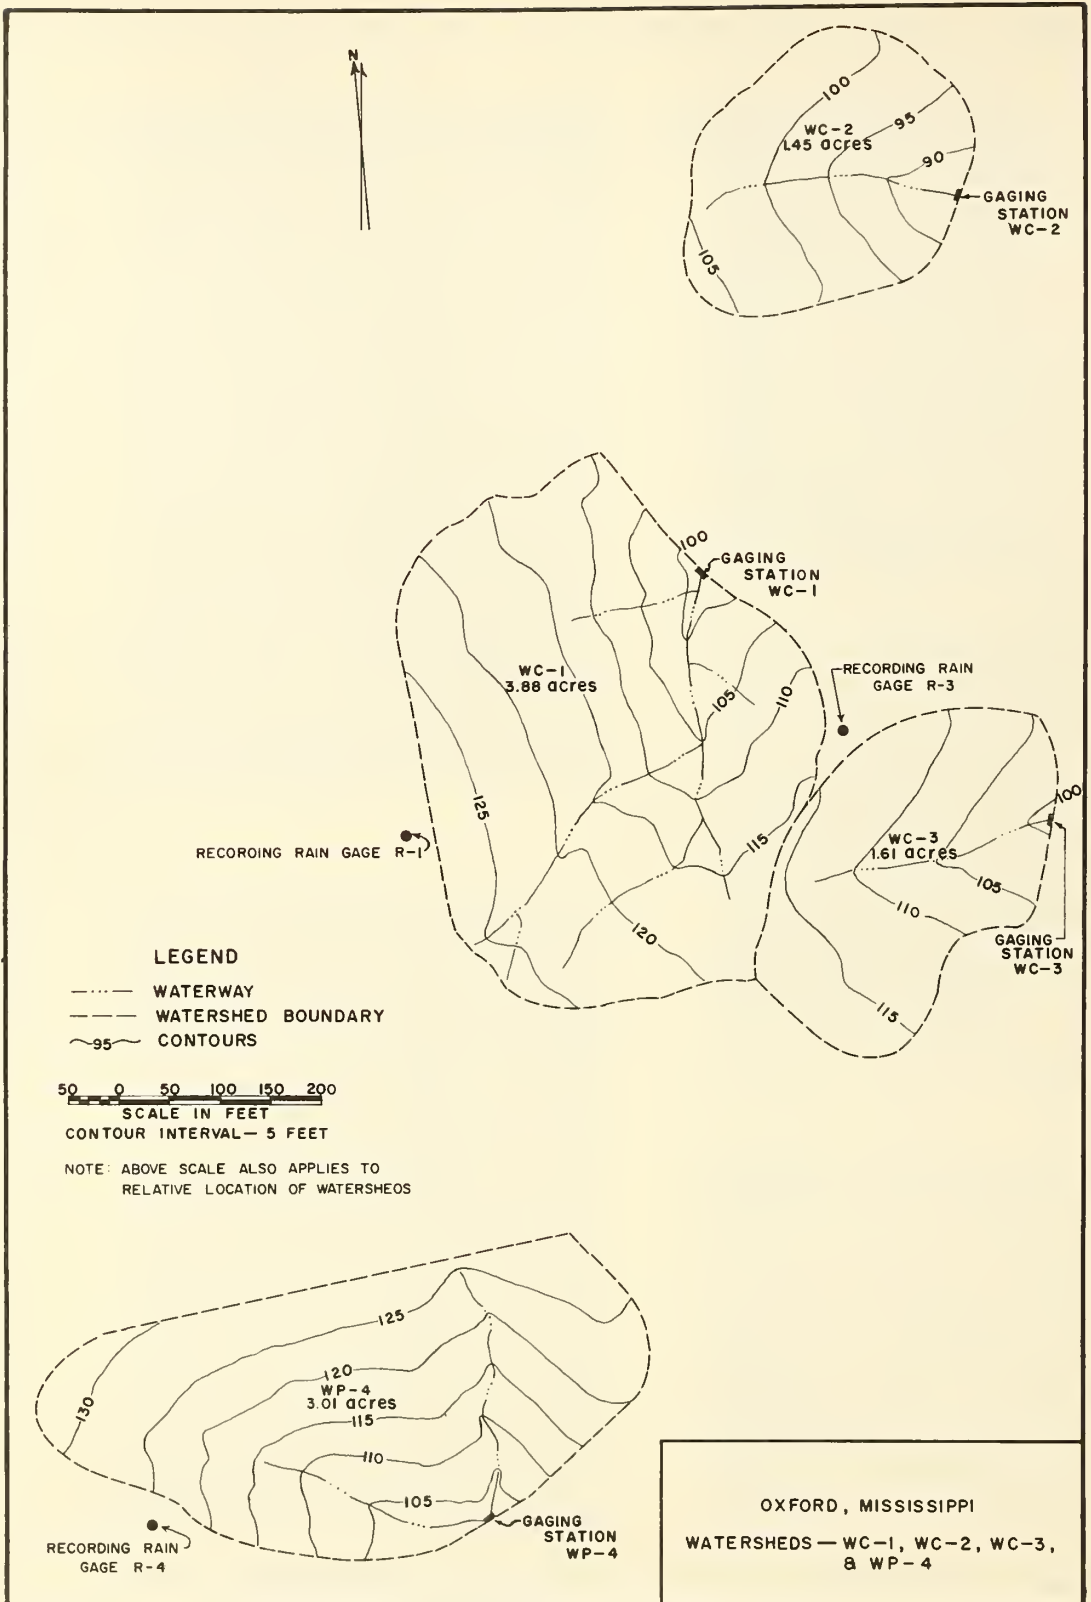 N
100
WC-2
1.45 acres
95
90
GAGING
STATION
WC-2
105
100
GAGING
STATION
WC-1
WC-1
3.88 acres
105
110
RECORDING RAIN
GAGE R-3
125
RECORDING RAIN GAGE R-1
115
100
WC-3
1.61 acres
105
110
120
GAGING
STATION
WC-3
115
LEGEND
WATERWAY
WATERSHED BOUNDARY
95 CONTOURS
50 0 50 100 150 200
SCALE IN FEET
CONTOUR INTERVAL— 5 FEET
NOTE: ABOVE SCALE ALSO APPLIES TO
RELATIVE LOCATION OF WATERSHEDS
125
120
WP-4
3.01 acres
130
115
110
105
GAGING
STATION
WP-4
RECORDING RAIN
GAGE R-4
OXFORD, MISSISSIPPI
WATERSHEDS — WC-1, WC-2, WC-3,
& WP-4